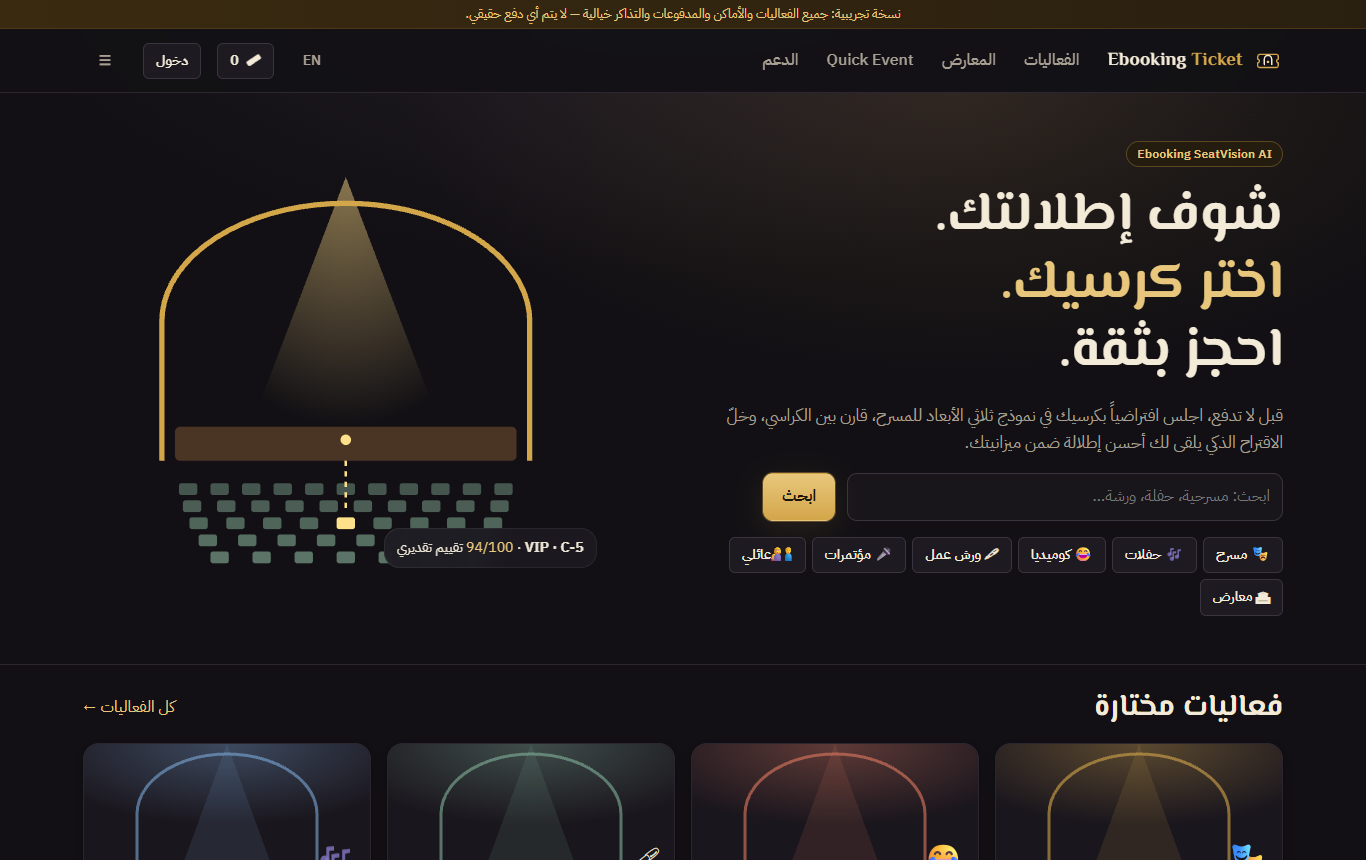 نسخة تجريبية: جميع الفعاليات والأماكن والمدفوعات والتذاكر خيالية — لا يتم أي دفع حقيقي.
Ebooking Ticket
الفعاليات
المعارض
Quick Event
الدعم
EN
0
دخول
Ebooking SeatVision AI
شوف إطلالتك.
اختر كرسيك.
احجز بثقة.
قبل لا تدفع، اجلس افتراضياً بكرسيك في نموذج ثلاثي الأبعاد للمسرح، قارن بين الكراسي، وخلّ
الاقتراح الذكي يلقى لك أحسن إطلالة ضمن ميزانيتك.
ابحث: مسرحية، حفلة، ورشة...
ابحث
مسرح
حفلات
كوميديا
ورش عمل
مؤتمرات
عائلي
معارض
VIP · C-5 · 94/100 تقييم تقديري
فعاليات مختارة
كل الفعاليات ←